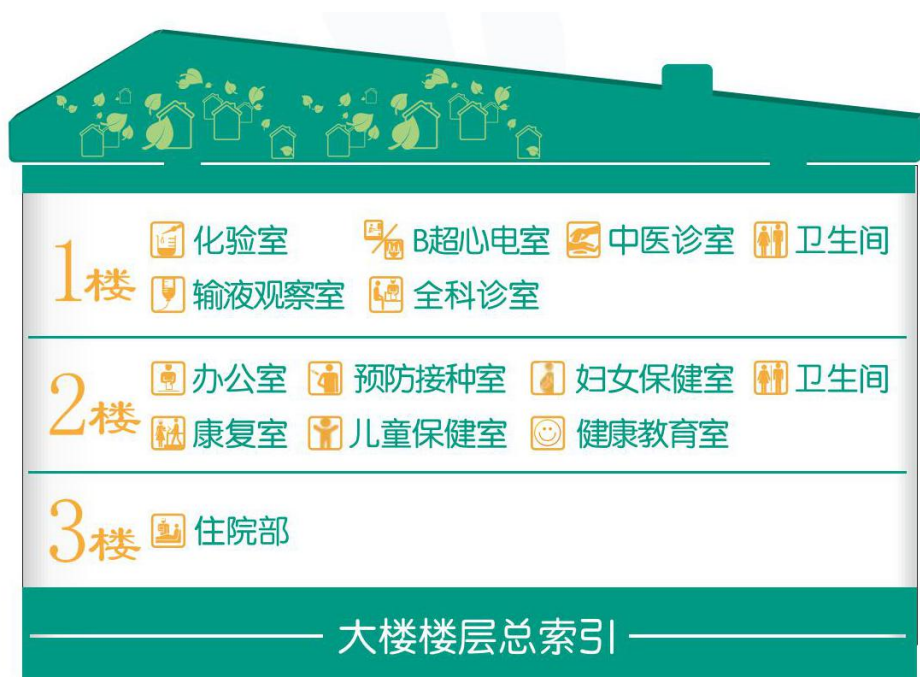 1楼
化验室 B超心电室 中医诊室 卫生间
输液观察室 全科诊室
2楼
办公室 预防接种室 妇女保健室 卫生间
康复室 儿童保健室 健康教育室
3楼
住院部
大楼楼层总索引